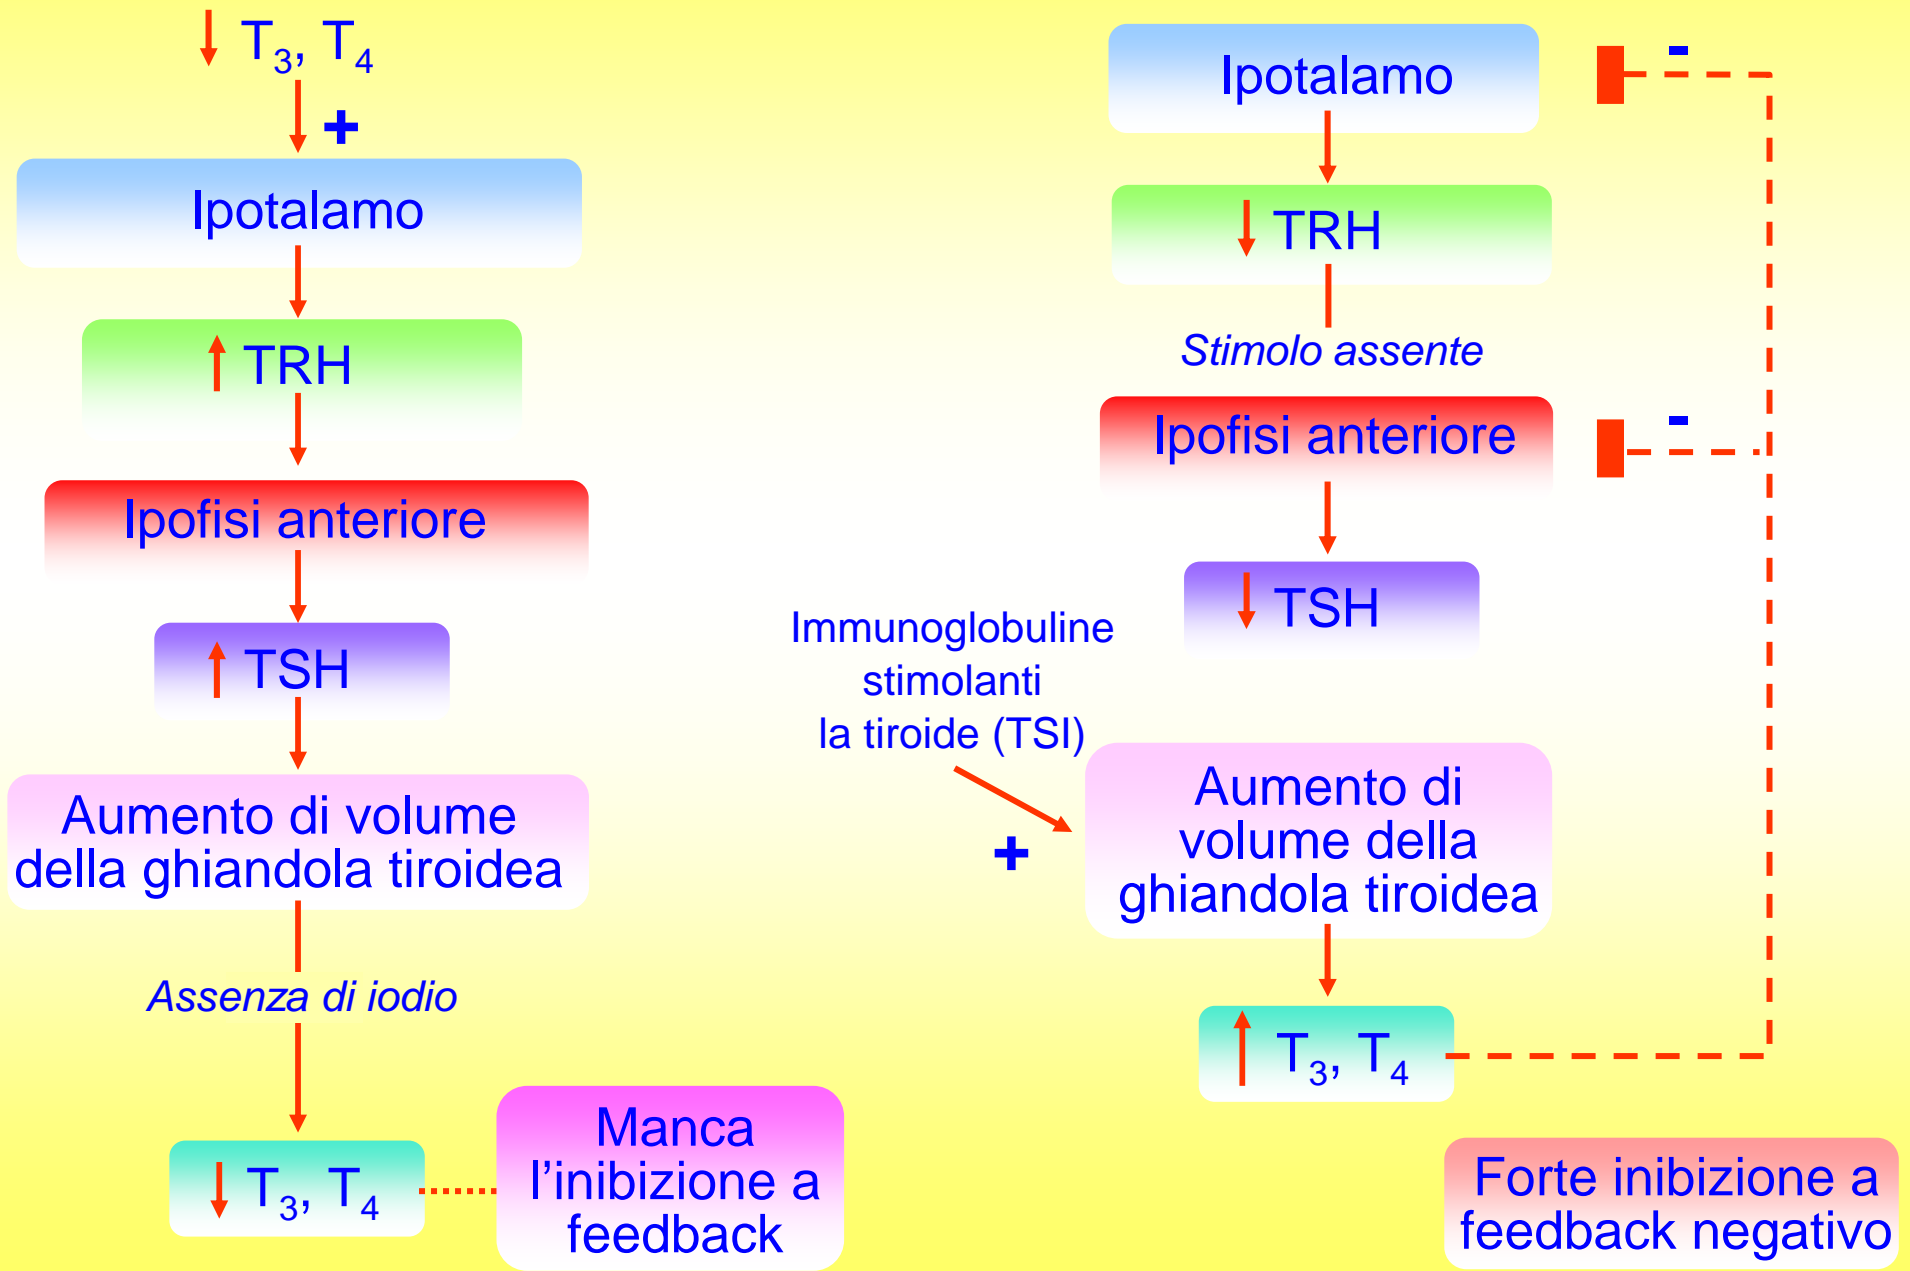 ↓ T3, T4
+
Ipotalamo
↑ TRH
Ipofisi anteriore
↑ TSH
Aumento di volume
della ghiandola tiroidea
Assenza di iodio
↓ T3, T4
Manca
l’inibizione a
feedback
Ipotalamo
-
↓ TRH
Stimolo assente
Ipofisi anteriore
-
↓ TSH
Immunoglobuline
stimolanti
la tiroide (TSI)
+
Aumento di
volume della
ghiandola tiroidea
↑ T3, T4
Forte inibizione a
feedback negativo